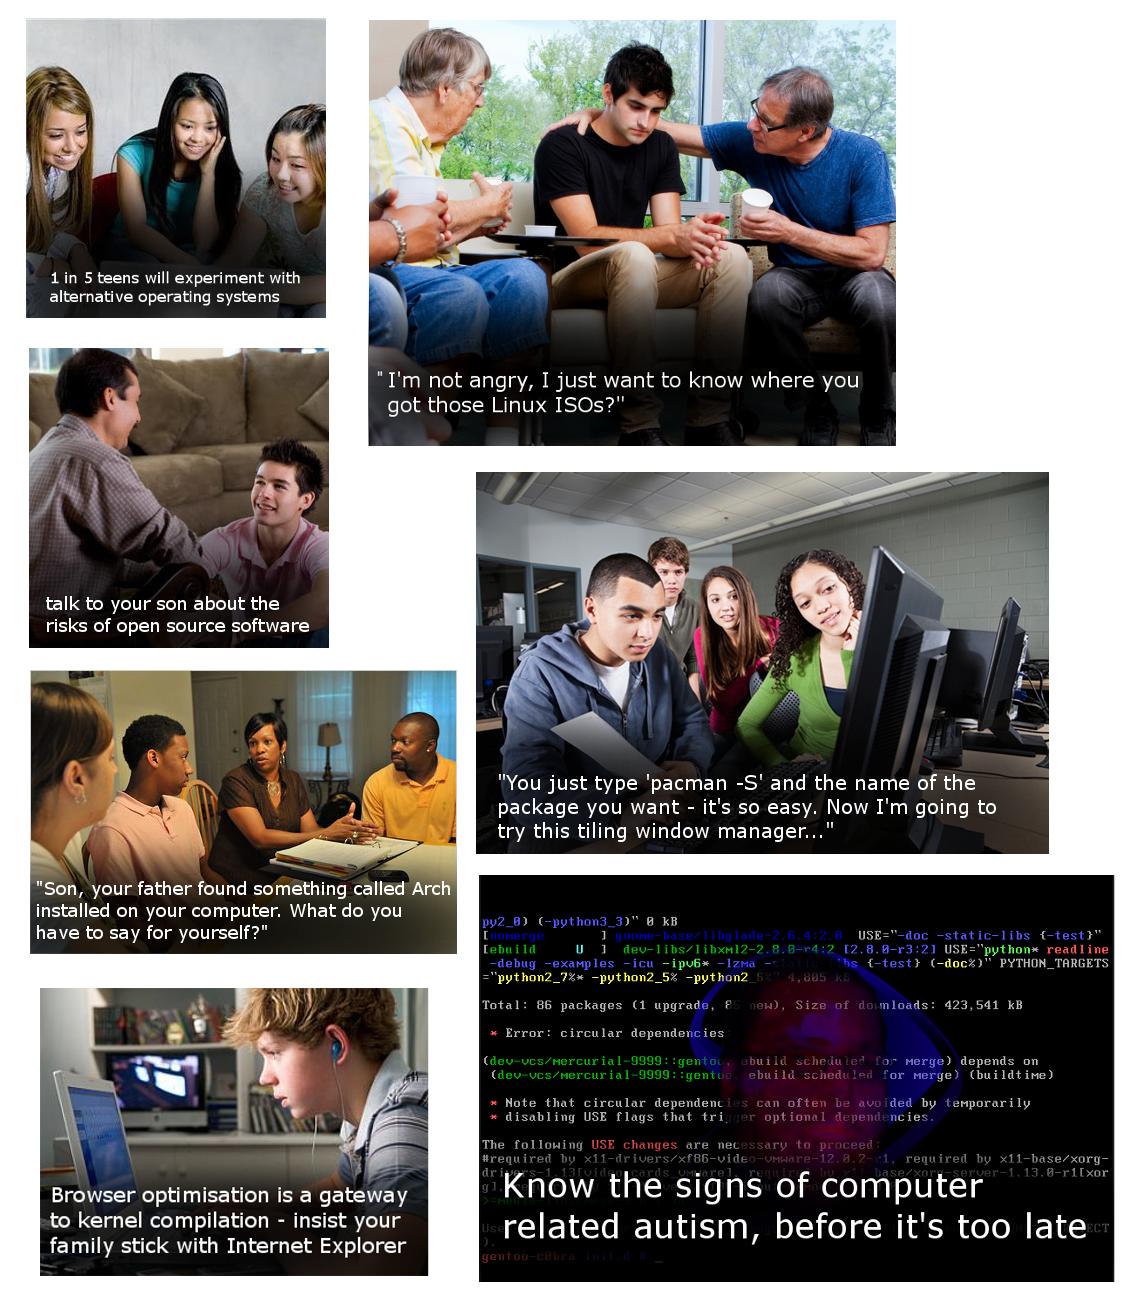 1 in 5 teens will experiment with
alternative operating systems
"I'm not angry, I just want to know where you
got those Linux ISOs?"
talk to your son about the
risks of open source software
"You just type 'pacman -S' and the name of the
package you want - it's so easy. Now I'm going to
try this tiling window manager..."
"Son, your father found something called Arch
installed on your computer. What do you
have to say for yourself?"
Browser optimisation is a gateway
to kernel compilation - insist your
family stick with Internet Explorer
py2_0) (-python3_3)" 0 kB
[nomerge ] gnome-base/libglade-2.6.4:2.0 USE="-doc -static-libs {-test}"
[ebuild U ] dev-libs/libxml2-2.8.0-r4:2 [2.8.0-r3:2] USE="python* readline
-debug -examples -icu -ipv6* -lzma {-test} (-doc%)" PYTHON_TARGETS
="python2_7%* -python2_5% -python2_6%" 4,805 kB
Total: 86 packages (1 upgrade, 85 new), Size of downloads: 423,541 kB
* Error: circular dependencies
(dev-vcs/mercurial-9999::gentoo, ebuild scheduled for merge) depends on
(dev-vcs/mercurial-9999::gentoo, ebuild scheduled for merge) (buildtime)
* Note that circular dependencies can often be avoided by temporarily
* disabling USE flags that trigger optional dependencies.
The following USE changes are necessary to proceed:
#required by x11-drivers/xf86-video-vmware-12.0.2-r1, required by x11-base/xorg-
drivers-1.13[video_cards_vmware], required by x11-base/xorg-server-1.13.0-r1[xor
Know the signs of computer
related autism, before it's too late
gentoo-c0bra init.d # _